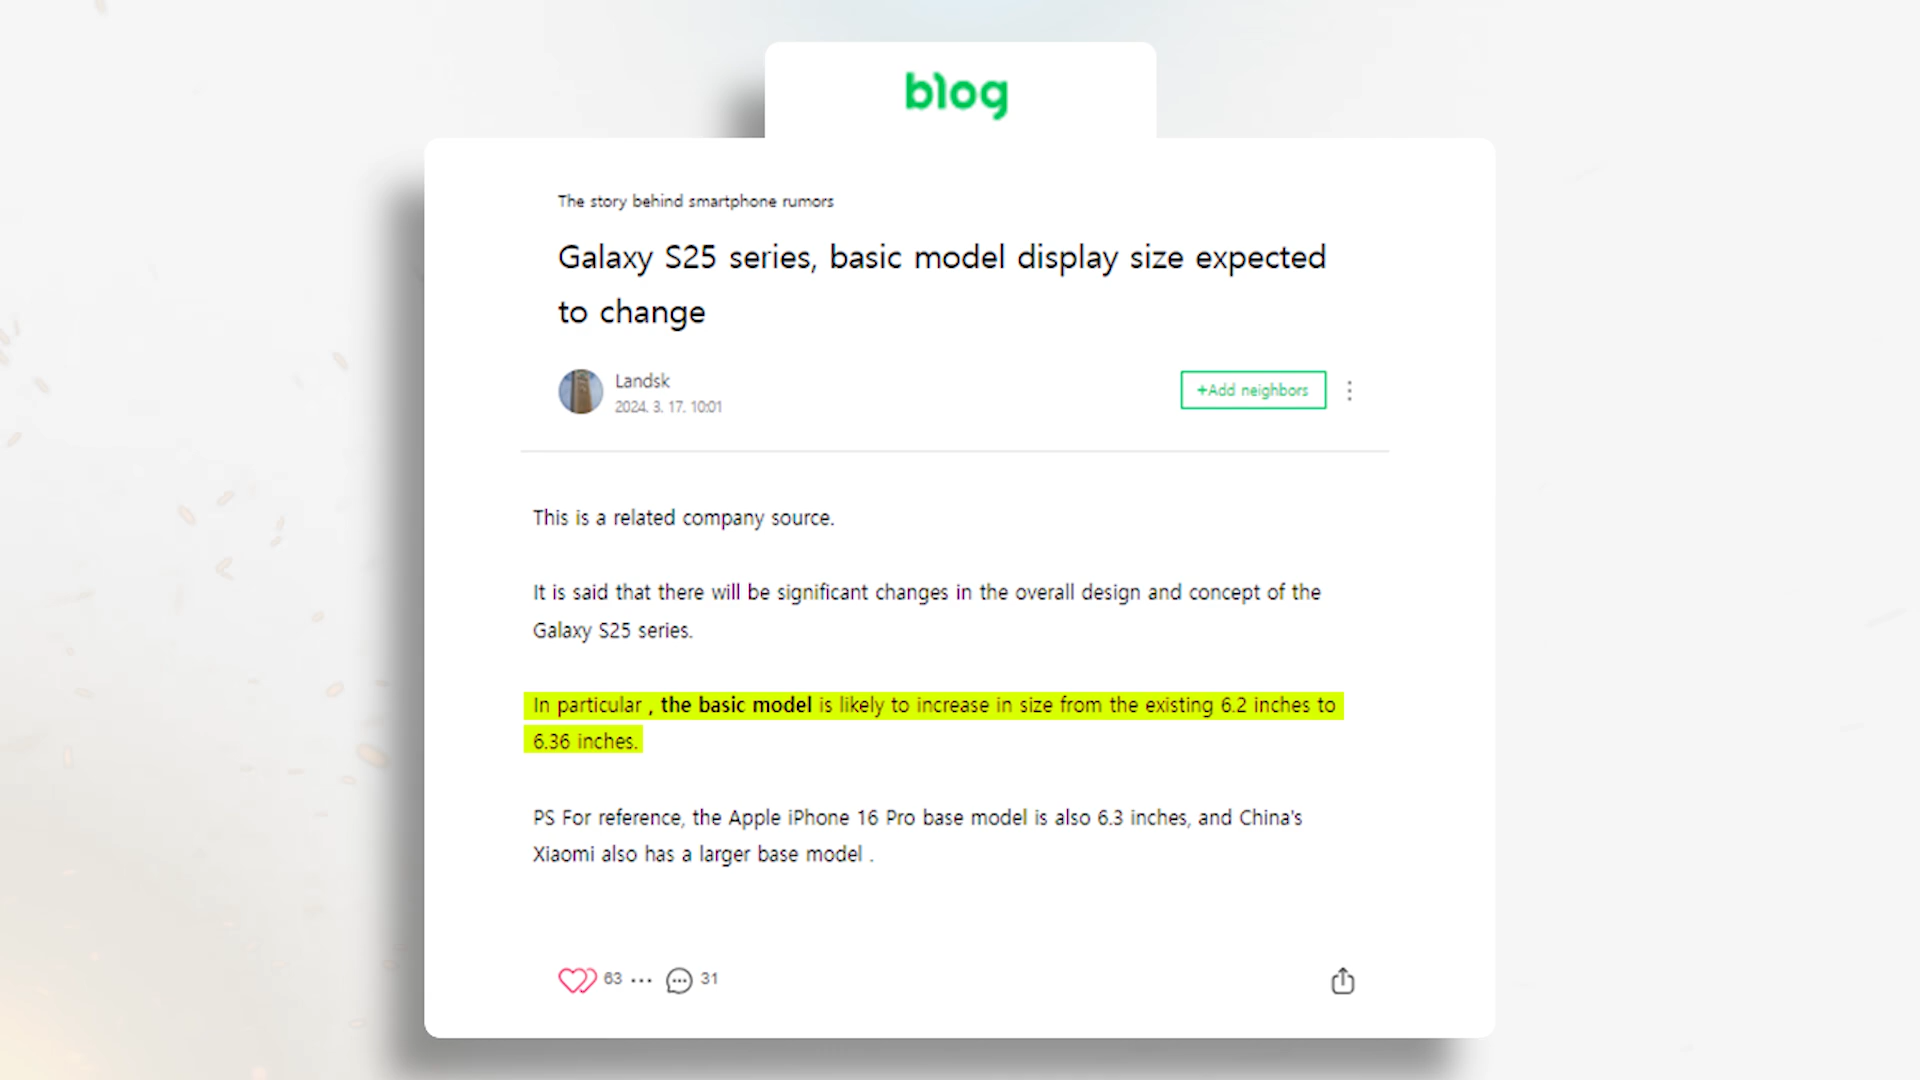 blog
The story behind smartphone rumors
Galaxy S25 series, basic model display size expected
to change
Landsk
2024. 3. 17. 10:01
+Add neighbors
This is a related company source.
It is said that there will be significant changes in the overall design and concept of the
Galaxy S25 series.
In particular , the basic model is likely to increase in size from the existing 6.2 inches to
6.36 inches.
PS For reference, the Apple iPhone 16 Pro base model is also 6.3 inches, and China's
Xiaomi also has a larger base model .
63 ··· 31